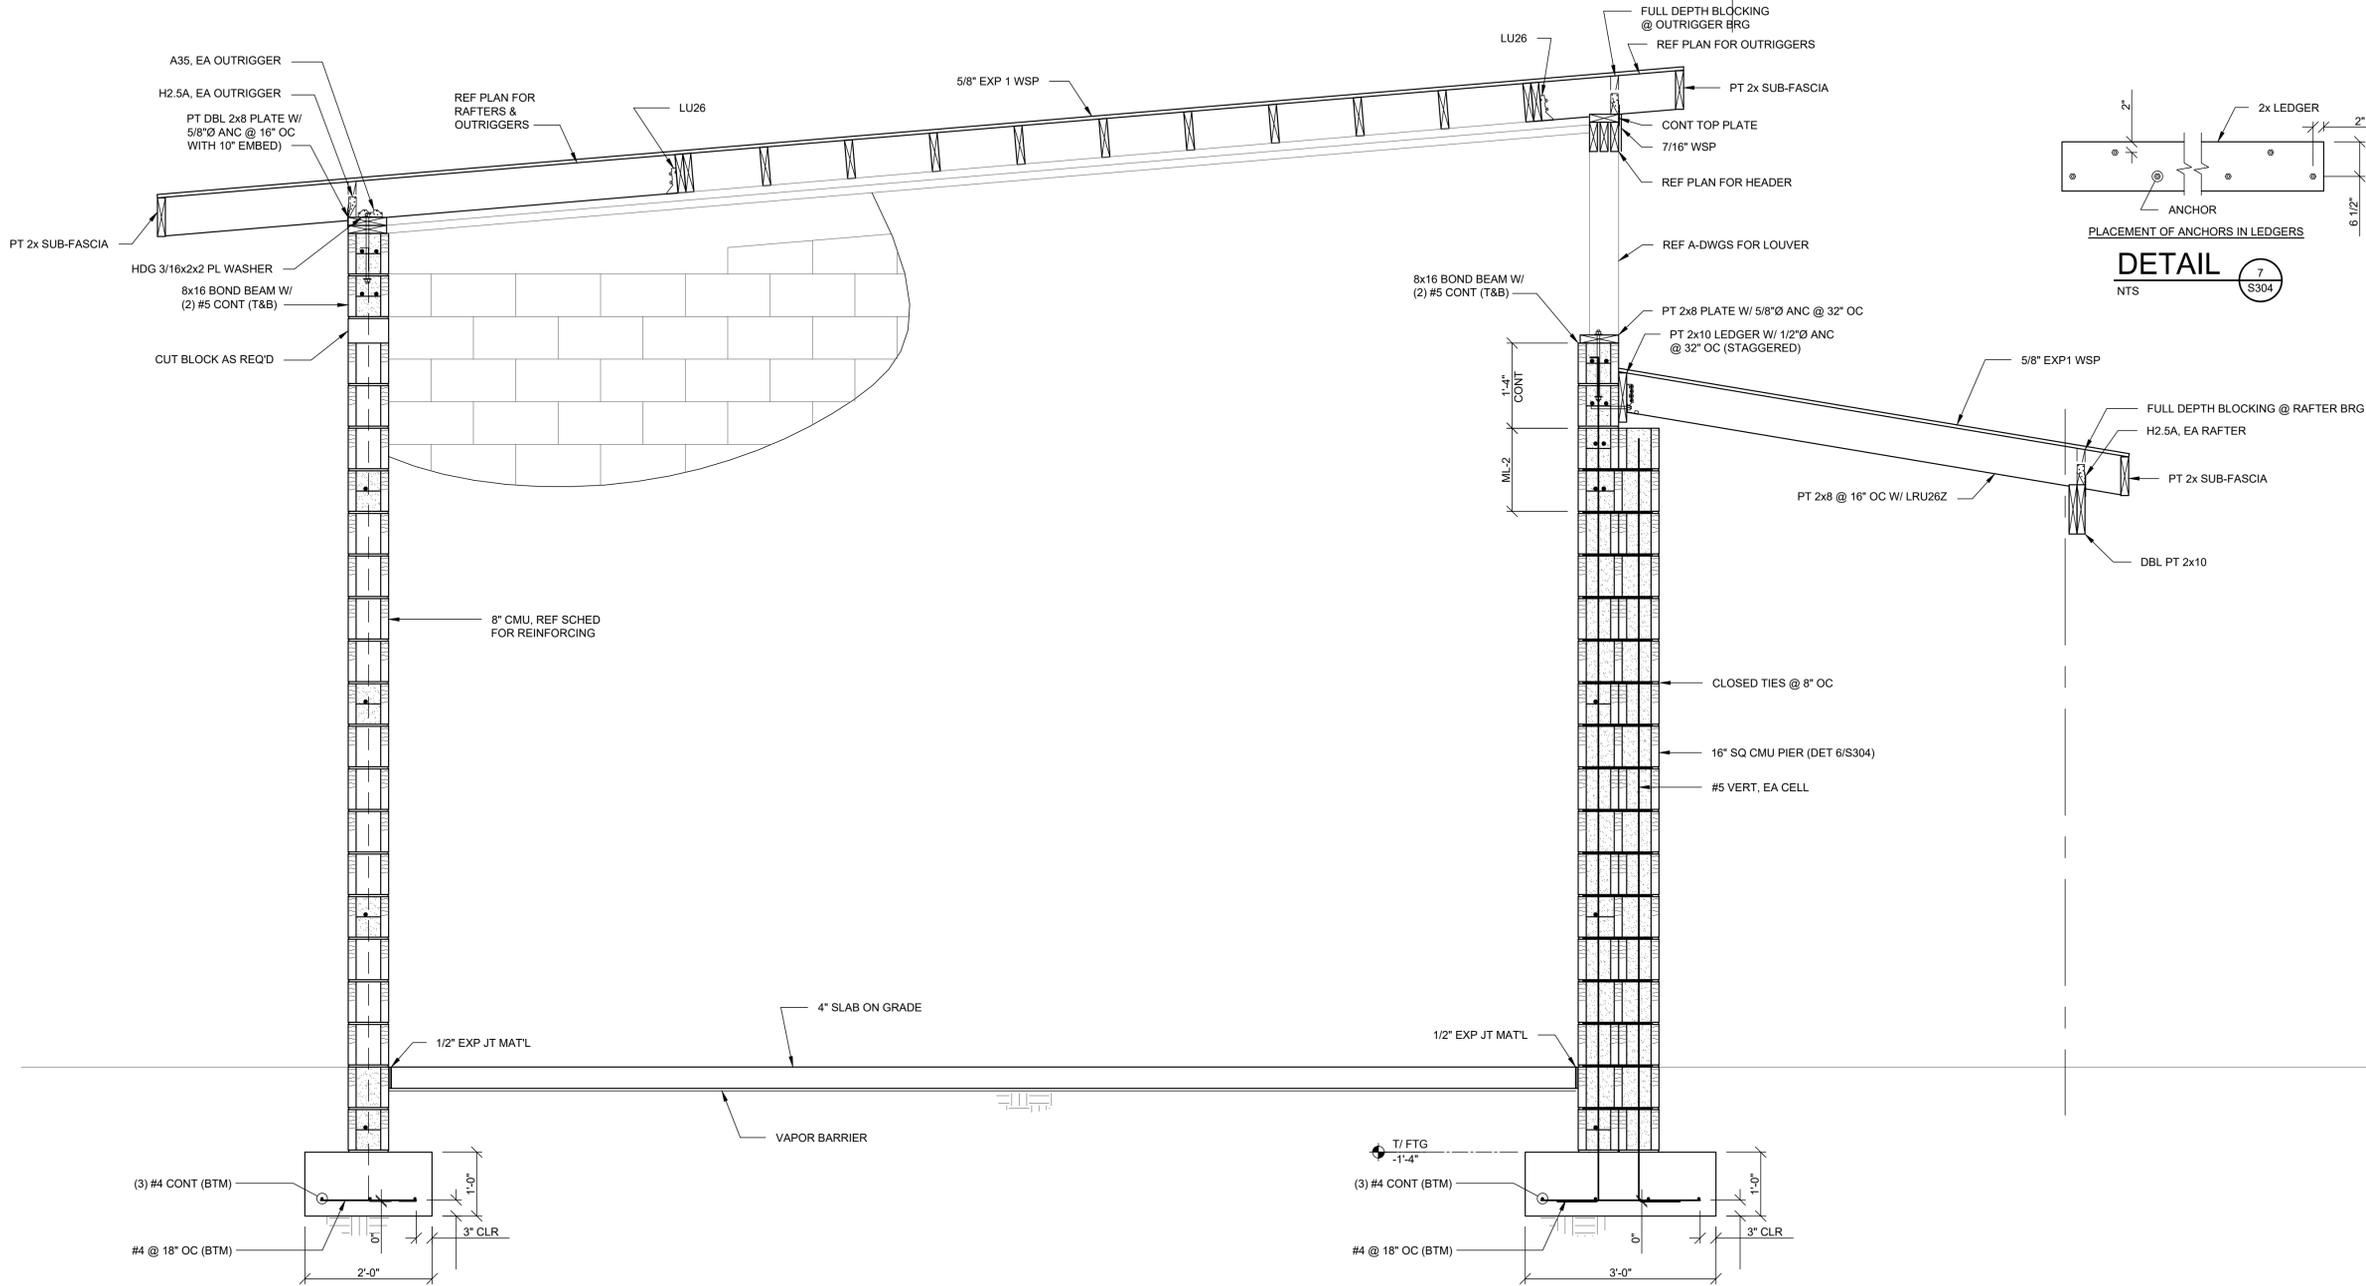 FULL DEPTH BLOCKING
@ OUTRIGGER BRG
LU26
REF PLAN FOR OUTRIGGERS
A35, EA OUTRIGGER
5/8" EXP 1 WSP
PT 2x SUB-FASCIA
H2.5A, EA OUTRIGGER
REF PLAN FOR
RAFTERS &
OUTRIGGERS
LU26
PT DBL 2x8 PLATE W/
5/8"Ø ANC @ 16" OC
WITH 10" EMBED)
CONT TOP PLATE
7/16" WSP
REF PLAN FOR HEADER
PT 2x SUB-FASCIA
HDG 3/16x2x2 PL WASHER
REF A-DWGS FOR LOUVER
8x16 BOND BEAM W/
(2) #5 CONT (T&B)
8x16 BOND BEAM W/
(2) #5 CONT (T&B)
CUT BLOCK AS REQ'D
PT 2x8 PLATE W/ 5/8"Ø ANC @ 32" OC
PT 2x10 LEDGER W/ 1/2"Ø ANC
@ 32" OC (STAGGERED)
5/8" EXP1 WSP
1'-4"
CONT
ML-2
FULL DEPTH BLOCKING @ RAFTER BRG
H2.5A, EA RAFTER
PT 2x SUB-FASCIA
PT 2x8 @ 16" OC W/ LRU26Z
DBL PT 2x10
8" CMU, REF SCHED
FOR REINFORCING
CLOSED TIES @ 8" OC
16" SQ CMU PIER (DET 6/S304)
#5 VERT, EA CELL
4" SLAB ON GRADE
1/2" EXP JT MAT'L
1/2" EXP JT MAT'L
VAPOR BARRIER
T/ FTG
-1'-4"
(3) #4 CONT (BTM)
1'-0"
#4 @ 18" OC (BTM)
0"
3" CLR
2'-0"
(3) #4 CONT (BTM)
1'-0"
#4 @ 18" OC (BTM)
0"
3" CLR
3'-0"
2"
2x LEDGER
2"
ANCHOR
6 1/2"
PLACEMENT OF ANCHORS IN LEDGERS
DETAIL
7
S304
NTS